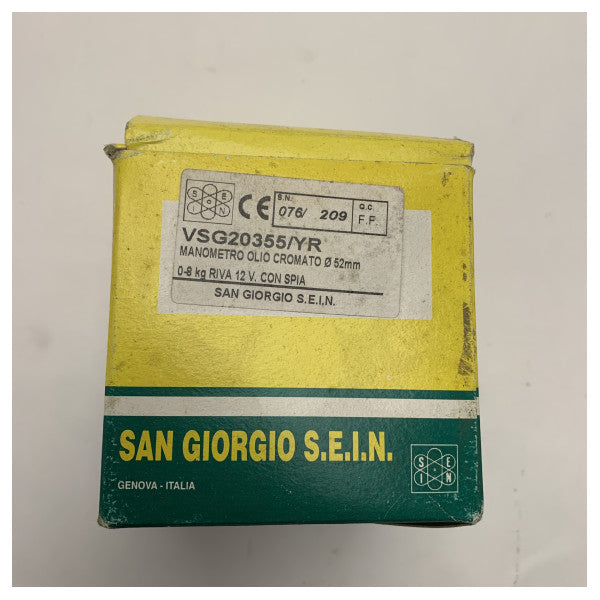 S E
I N
CE
S.N.
076/ 209
Q.C.
F.F.
VSG20355/YR
MANOMETRO OLIO CROMATO Ø 52mm
0-8 kg RIVA 12 V. CON SPIA
SAN GIORGIO S.E.I,N.
SAN GIORGIO S.E.I.N.
GENOVA - ITALIA
S E
I N